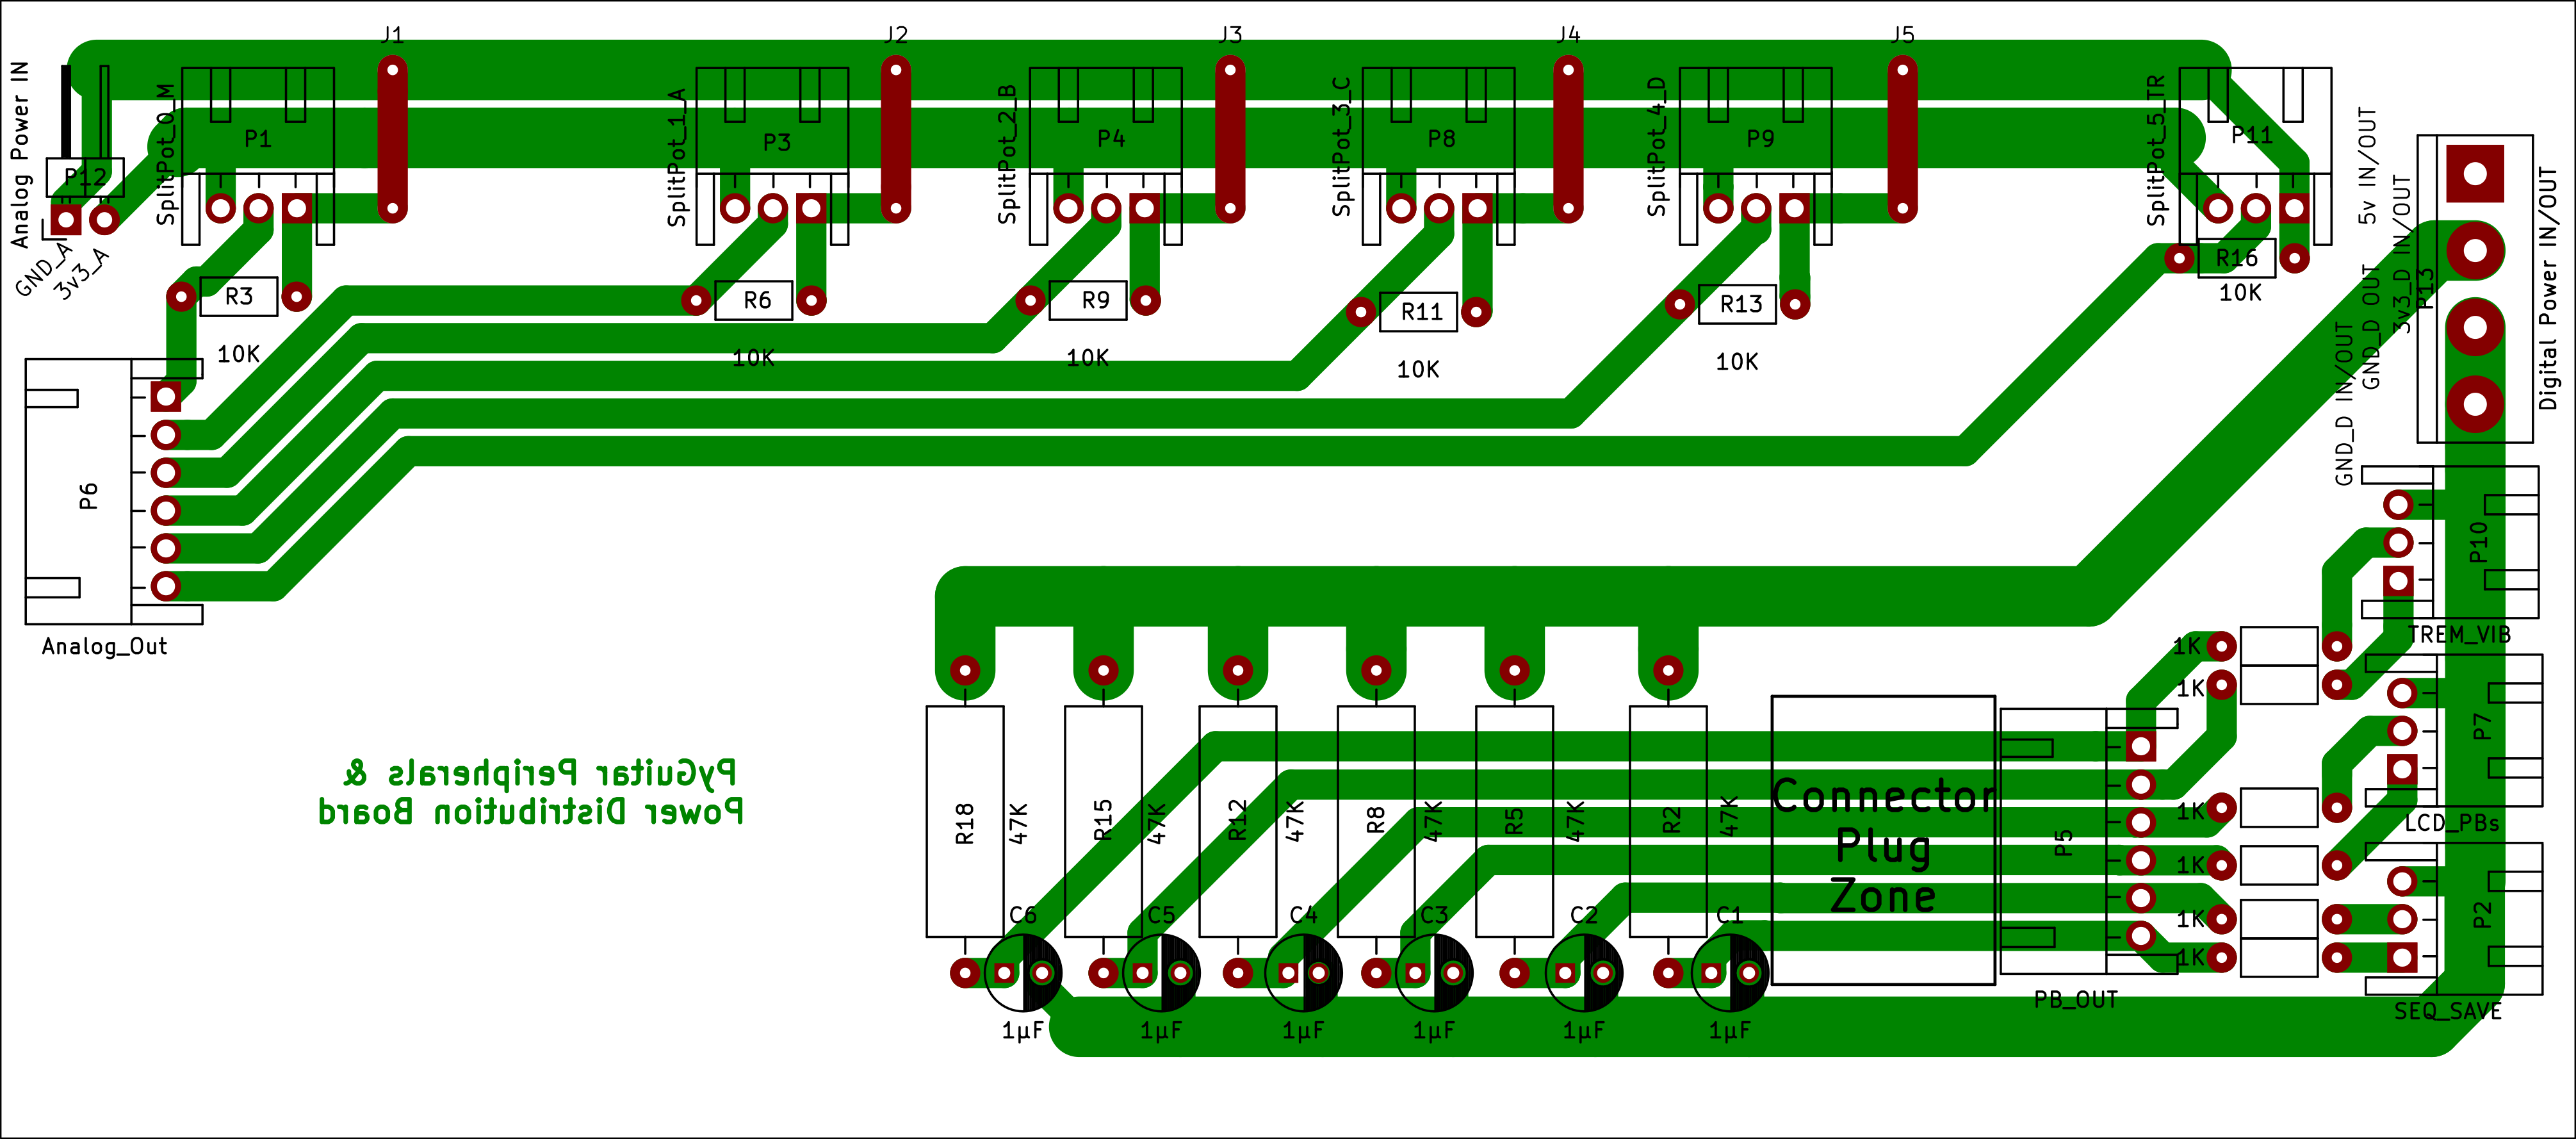 J1
J2
J3
J4
J5
Analog Power IN
P12
GND_A
3v3_A
SplitPot_0_M
P1
SplitPot_1_A
P3
SplitPot_2_B
P4
SplitPot_3_C
P8
SplitPot_4_D
P9
SplitPot_5_TR
P11
R3
10K
R6
10K
R9
10K
R11
10K
R13
10K
R16
10K
5v IN/OUT
3v3_D IN/OUT
GND_D OUT
GND_D IN/OUT
P13
Digital Power IN/OUT
P6
Analog_Out
P10
TREM_VIB
P7
LCD_PBs
P2
SEQ_SAVE
1K
1K
1K
1K
1K
1K
PyGuitar Peripherals &
Power Distribution Board
R18
47K
R15
47K
R12
47K
R8
47K
R5
47K
R2
47K
Connector
Plug
Zone
P5
PB_OUT
C6
C5
C4
C3
C2
C1
1µF
1µF
1µF
1µF
1µF
1µF